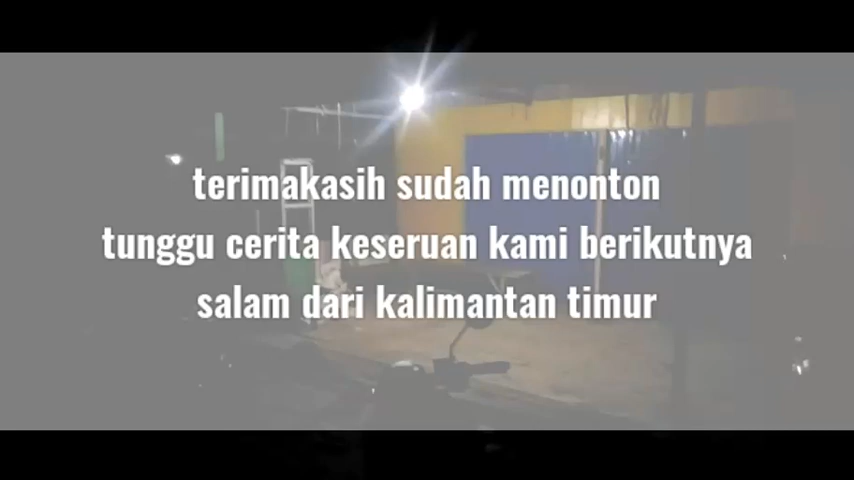 terimakasih sudah menonton
tunggu cerita keseruan kami berikutnya
salam dari kalimantan timur